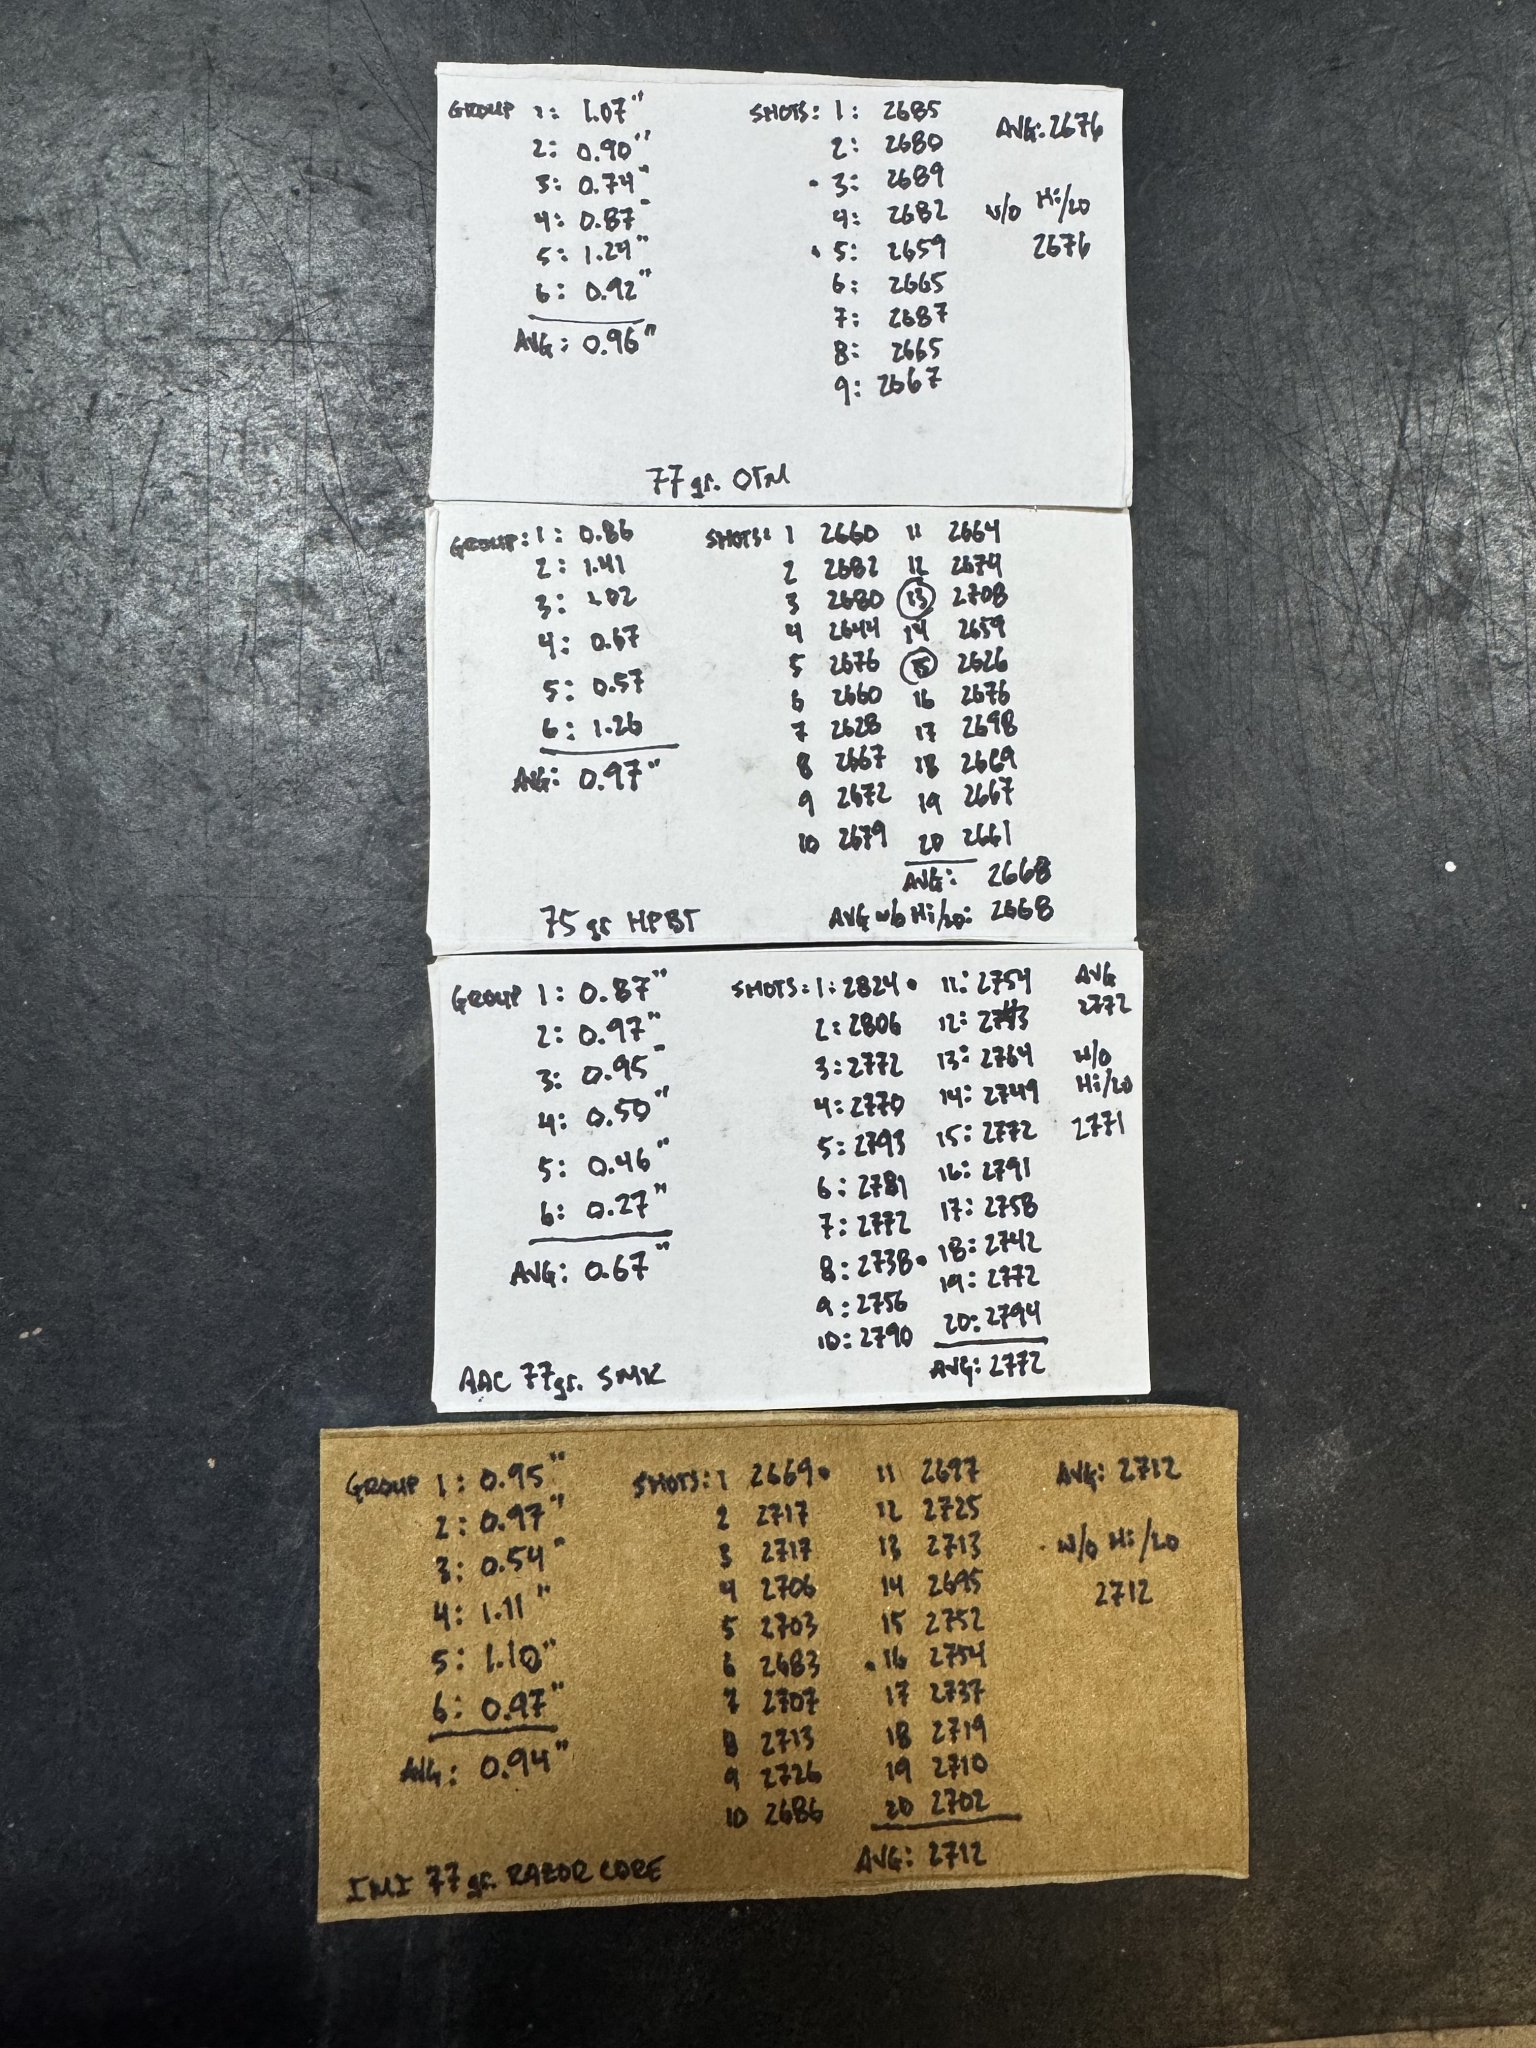 GROUP 1: 1.07" SHOTS: 1: 2685 AVG: 2676
2: 0.90" 2: 2680
3: 0.74" • 3: 2689
4: 0.87" 4: 2682 w/o Hi/LO
5: 1.24" • 5: 2659 2676
6: 0.92" 6: 2665
7: 2687
AVG: 0.96" 8: 2665
9: 2667
77 gr. OTM
GROUP: 1: 0.86 SHOTS: 1 2660 11 2664
2: 1.41 2 2682 12 2674
3: 1.02 3 2680 13 2708
4: 0.67 4 2644 14 2659
5: 0.57 5 2676 15 2626
6: 1.26 6 2660 16 2676
7 2628 17 2698
AVG: 0.97" 8 2667 18 2669
9 2672 19 2667
10 2679 20 2661
AVG: 2668
75 gr HPBT AVG w/o Hi/LO: 2668
GROUP 1: 0.87" SHOTS: 1: 2824 • 11: 2754 AVG
2: 0.97" 2: 2806 12: 2772
3: 0.95" 3: 2772 13: 2764 w/o
4: 0.50" 4: 2770 14: 2749 Hi/LO
5: 0.46" 5: 2793 15: 2772 2771
6: 0.27" 6: 2781 16: 2791
7: 2772 17: 2758
AVG: 0.67" 8: 2738 • 18: 2742
9: 2756 19: 2772
10: 2790 20: 2794
AAC 77gr. SMK AVG: 2772
GROUP 1: 0.95" SHOTS: 1 2669 • 11 2697 AVG: 2712
2: 0.97" 2 2717 12 2725
3: 0.54" 3 2717 13 2713 w/o Hi/LO
4: 1.11" 4 2706 14 2695 2712
5: 1.10" 5 2703 15 2752
6: 0.97" 6 2683 • 16 2754
7 2707 17 2737
AVG: 0.94" 8 2713 18 2719
9 2726 19 2710
10 2686 20 2702
IMI 77 gr. RAZOR CORE AVG: 2712